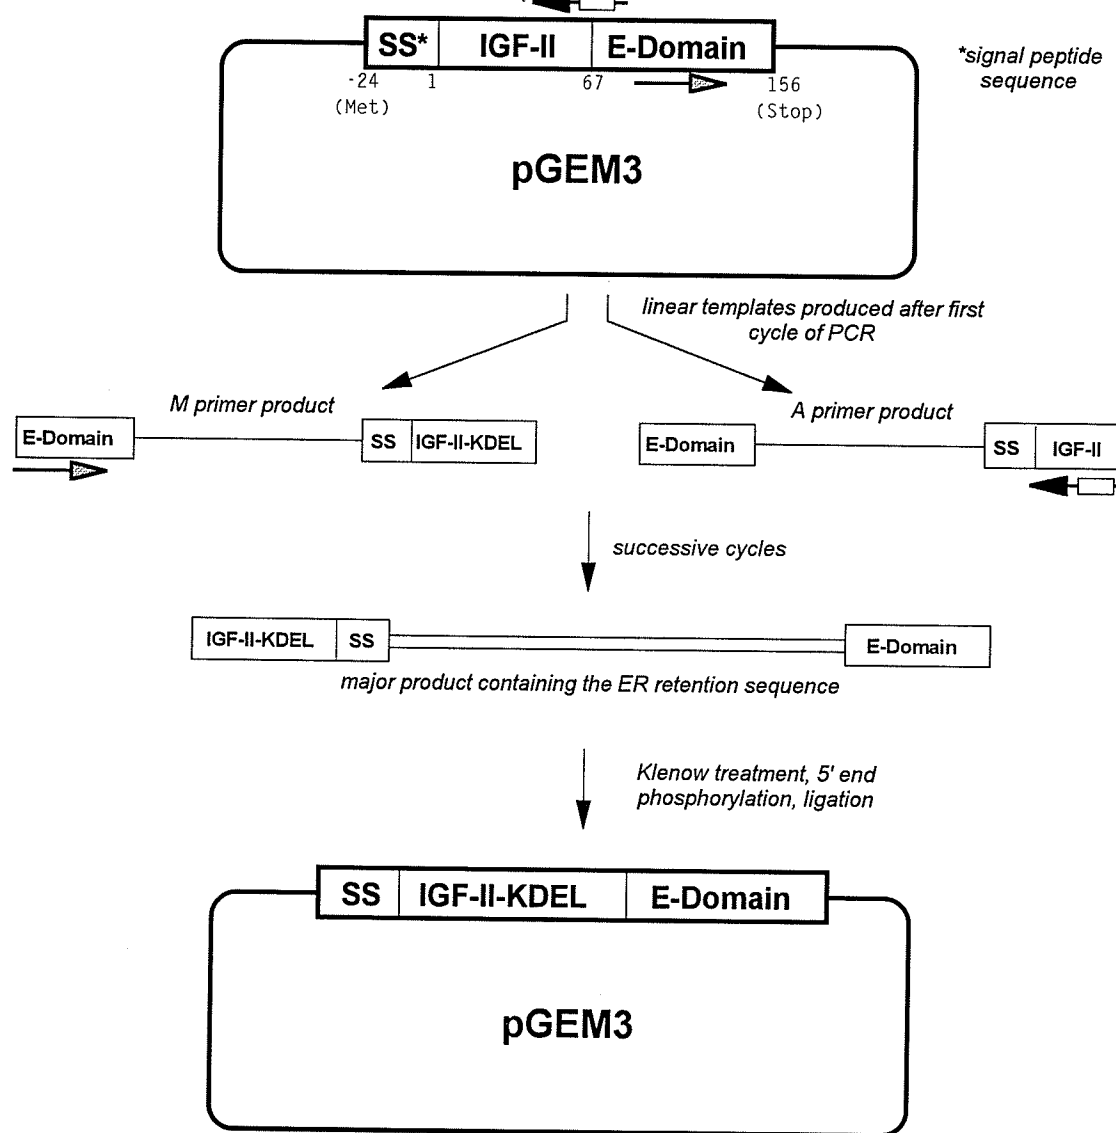 SS* IGF-II E-Domain
*signal peptide
sequence
-24 1 67 156
(Met) (Stop)
pGEM3
linear templates produced after first
cycle of PCR
M primer product
A primer product
E-Domain SS IGF-II-KDEL
E-Domain SS IGF-II
successive cycles
IGF-II-KDEL SS E-Domain
major product containing the ER retention sequence
Klenow treatment, 5' end
phosphorylation, ligation
SS IGF-II-KDEL E-Domain
pGEM3